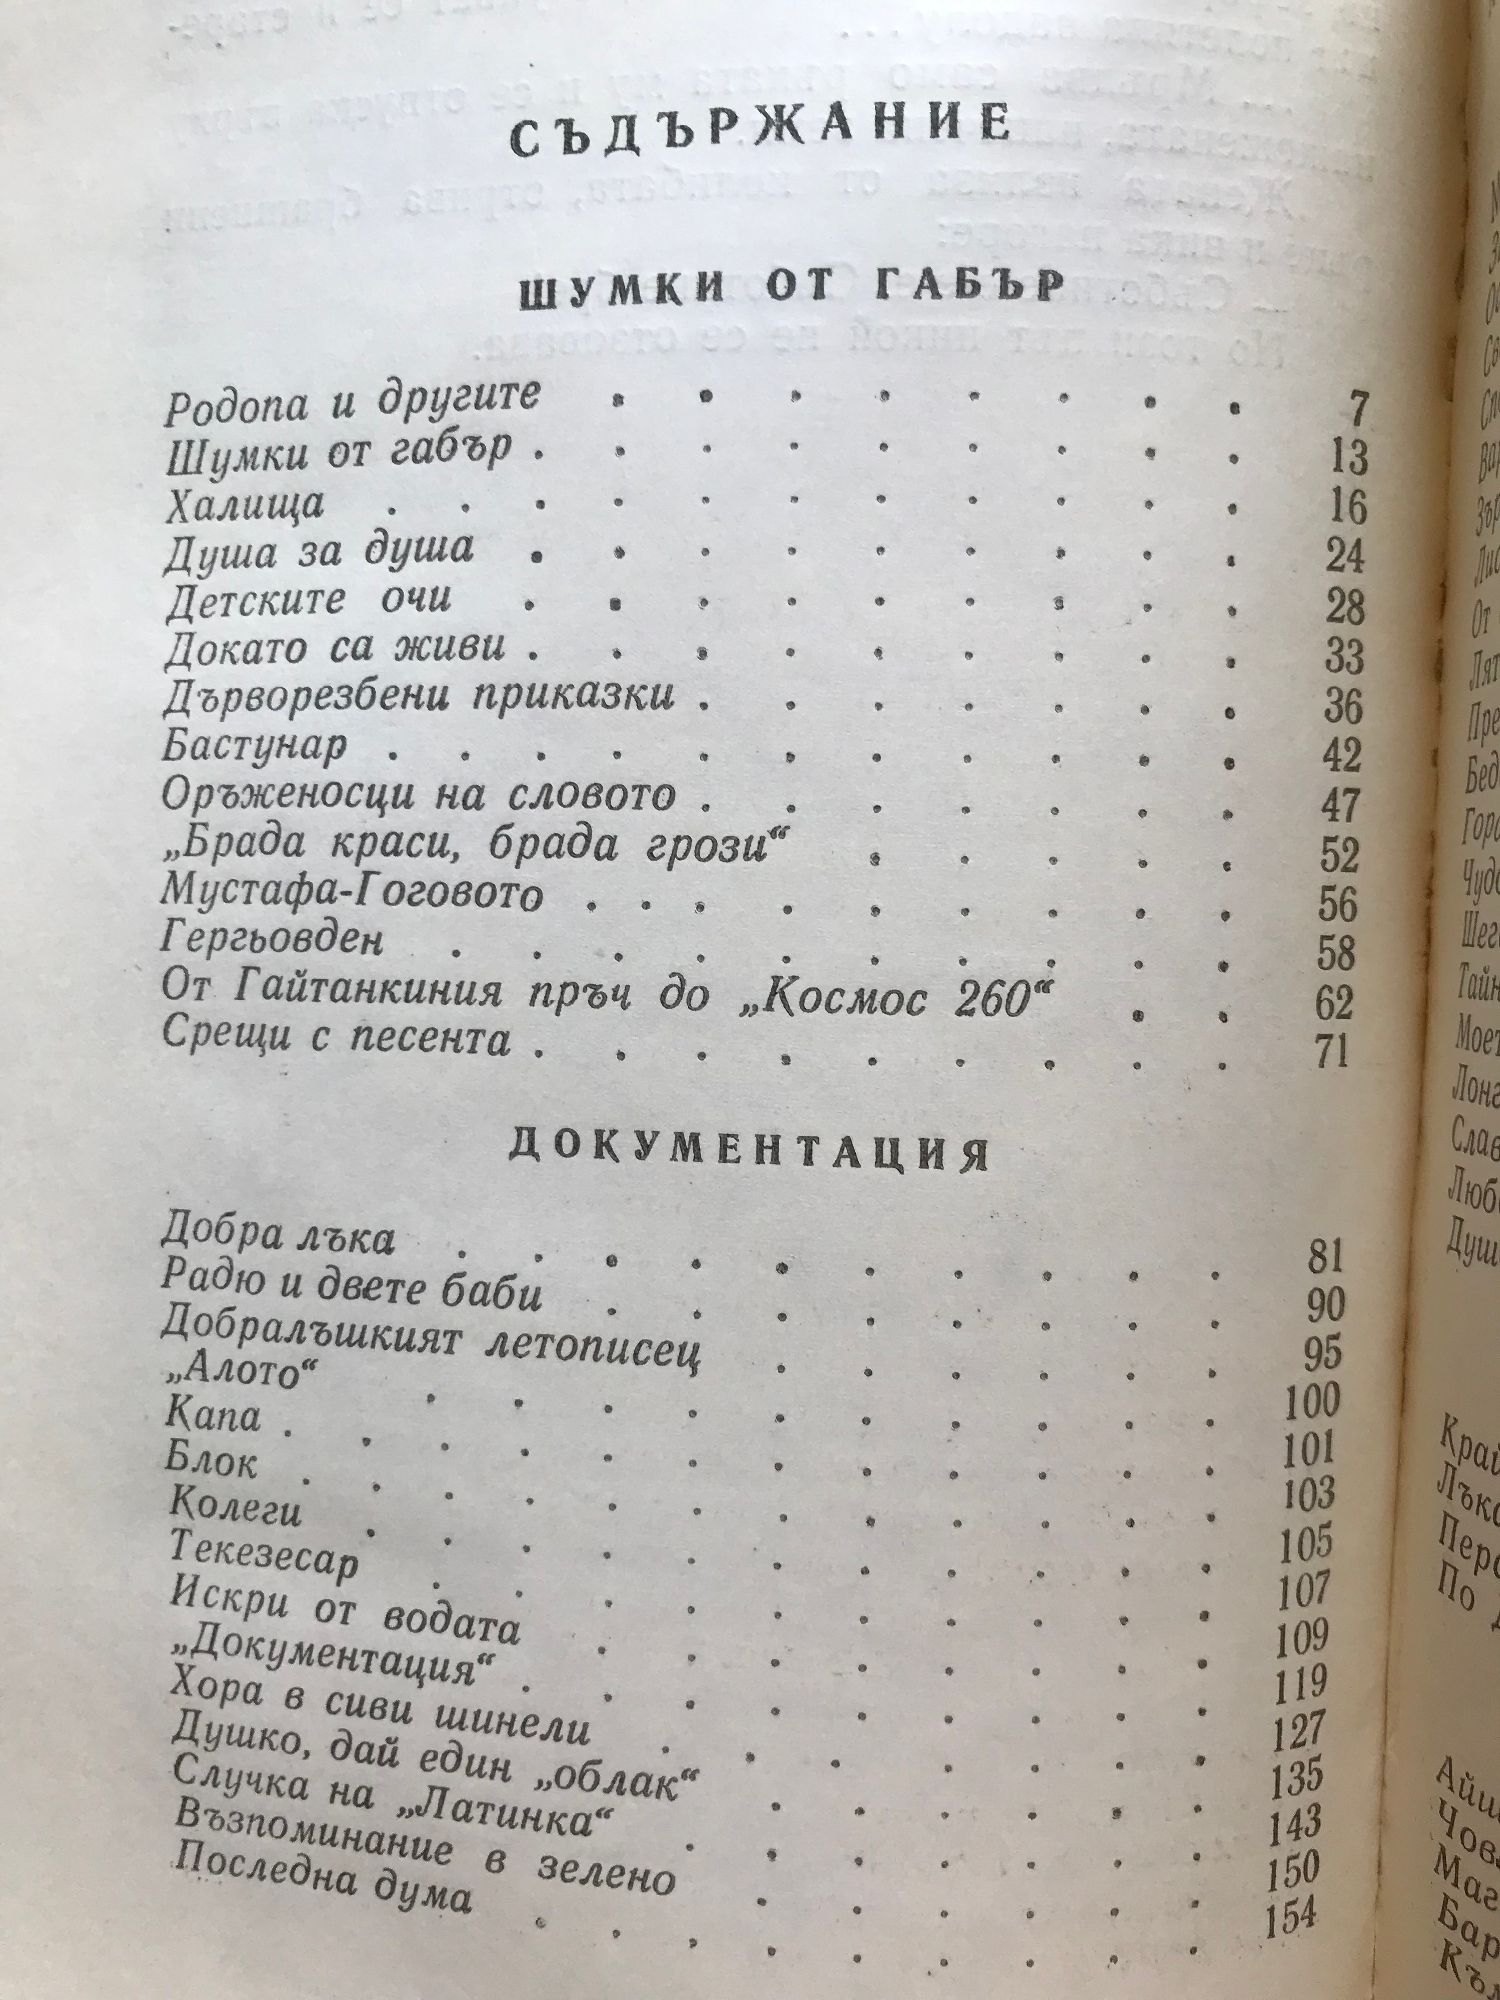 СЪДЪРЖАНИЕ
ШУМКИ ОТ ГАБЪР
Родопа и другите . . . . . . . . 7
Шумки от габър . . . . . . . . . 13
Халища . . . . . . . . . . . 16
Душа за душа . . . . . . . . . 24
Детските очи . . . . . . . . . 28
Докато са живи . . . . . . . . . 33
Дърворезбени приказки . . . . . . . 36
Бастунар . . . . . . . . . . . 42
Оръженосци на словото . . . . . . . 47
„Брада краси, брада грози“ . . . . . 52
Мустафа-Гоговото . . . . . . . . . 56
Гергьовден . . . . . . . . . . 58
От Гайтанкиния пръч до „Космос 260“ . . 62
Срещи с песента . . . . . . . . . 71
ДОКУМЕНТАЦИЯ
Добра лъка . . . . . . . . . . 81
Радю и двете баби . . . . . . . . 90
Добралъшкият летописец . . . . . . 95
„Алото“ . . . . . . . . . . 100
Капа . . . . . . . . . . . . 101
Блок . . . . . . . . . . . . 103
Колеги . . . . . . . . . . . 105
Текезесар . . . . . . . . . . 107
Искри от водата . . . . . . . . 109
„Документация“ . . . . . . . . . 119
Хора в сиви шинели . . . . . . . 127
Душко, дай един „облак“ . . . . . . 135
Случка на „Латинка“ . . . . . . . 143
Възпоминание в зелено . . . . . . 150
Последна дума . . . . . . . . . 154